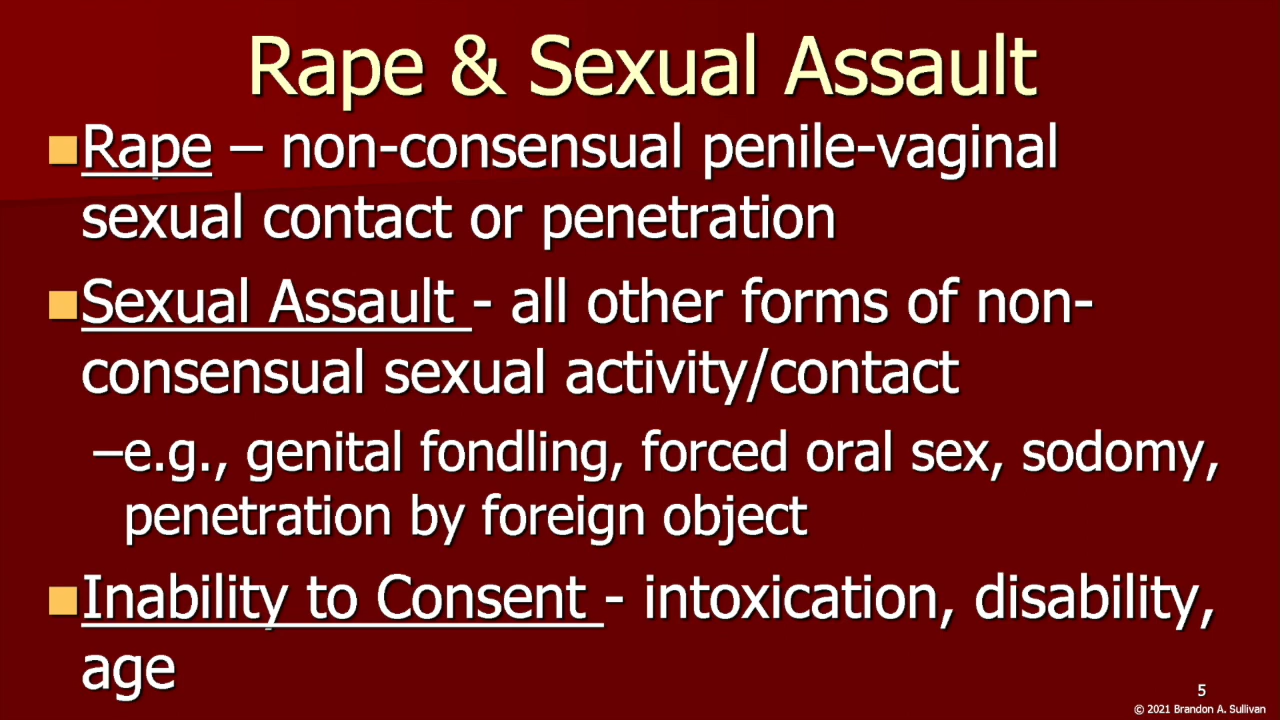 Rape & Sexual Assault
Rape – non-consensual penile-vaginal
sexual contact or penetration
Sexual Assault - all other forms of non-
consensual sexual activity/contact
–e.g., genital fondling, forced oral sex, sodomy,
penetration by foreign object
Inability to Consent - intoxication, disability,
age
5
© 2021 Brandon A. Sullivan